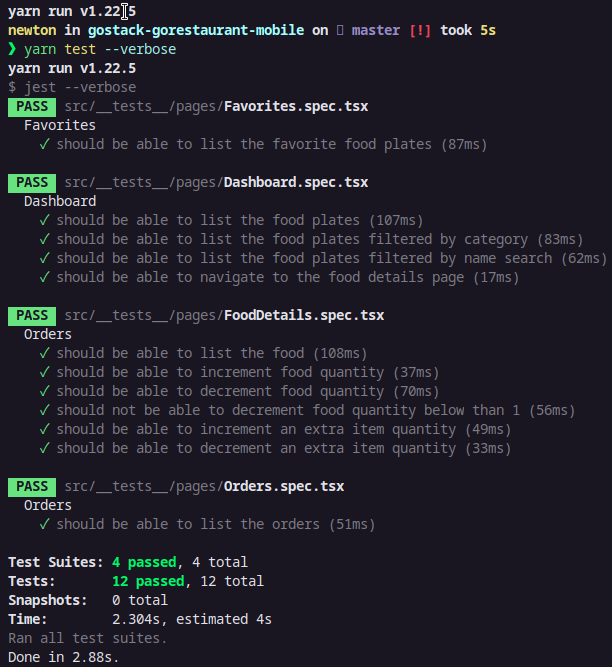 yarn run v1.22.5
newton in gostack-gorestaurant-mobile on master [!] took 5s
❯ yarn test --verbose
yarn run v1.22.5
$ jest --verbose
PASS src/__tests__/pages/Favorites.spec.tsx
Favorites
✓ should be able to list the favorite food plates (87ms)
PASS src/__tests__/pages/Dashboard.spec.tsx
Dashboard
✓ should be able to list the food plates (107ms)
✓ should be able to list the food plates filtered by category (83ms)
✓ should be able to list the food plates filtered by name search (62ms)
✓ should be able to navigate to the food details page (17ms)
PASS src/__tests__/pages/FoodDetails.spec.tsx
Orders
✓ should be able to list the food (108ms)
✓ should be able to increment food quantity (37ms)
✓ should be able to decrement food quantity (70ms)
✓ should not be able to decrement food quantity below than 1 (56ms)
✓ should be able to increment an extra item quantity (49ms)
✓ should be able to decrement an extra item quantity (33ms)
PASS src/__tests__/pages/Orders.spec.tsx
Orders
✓ should be able to list the orders (51ms)
Test Suites: 4 passed, 4 total
Tests: 12 passed, 12 total
Snapshots: 0 total
Time: 2.304s, estimated 4s
Ran all test suites.
Done in 2.88s.